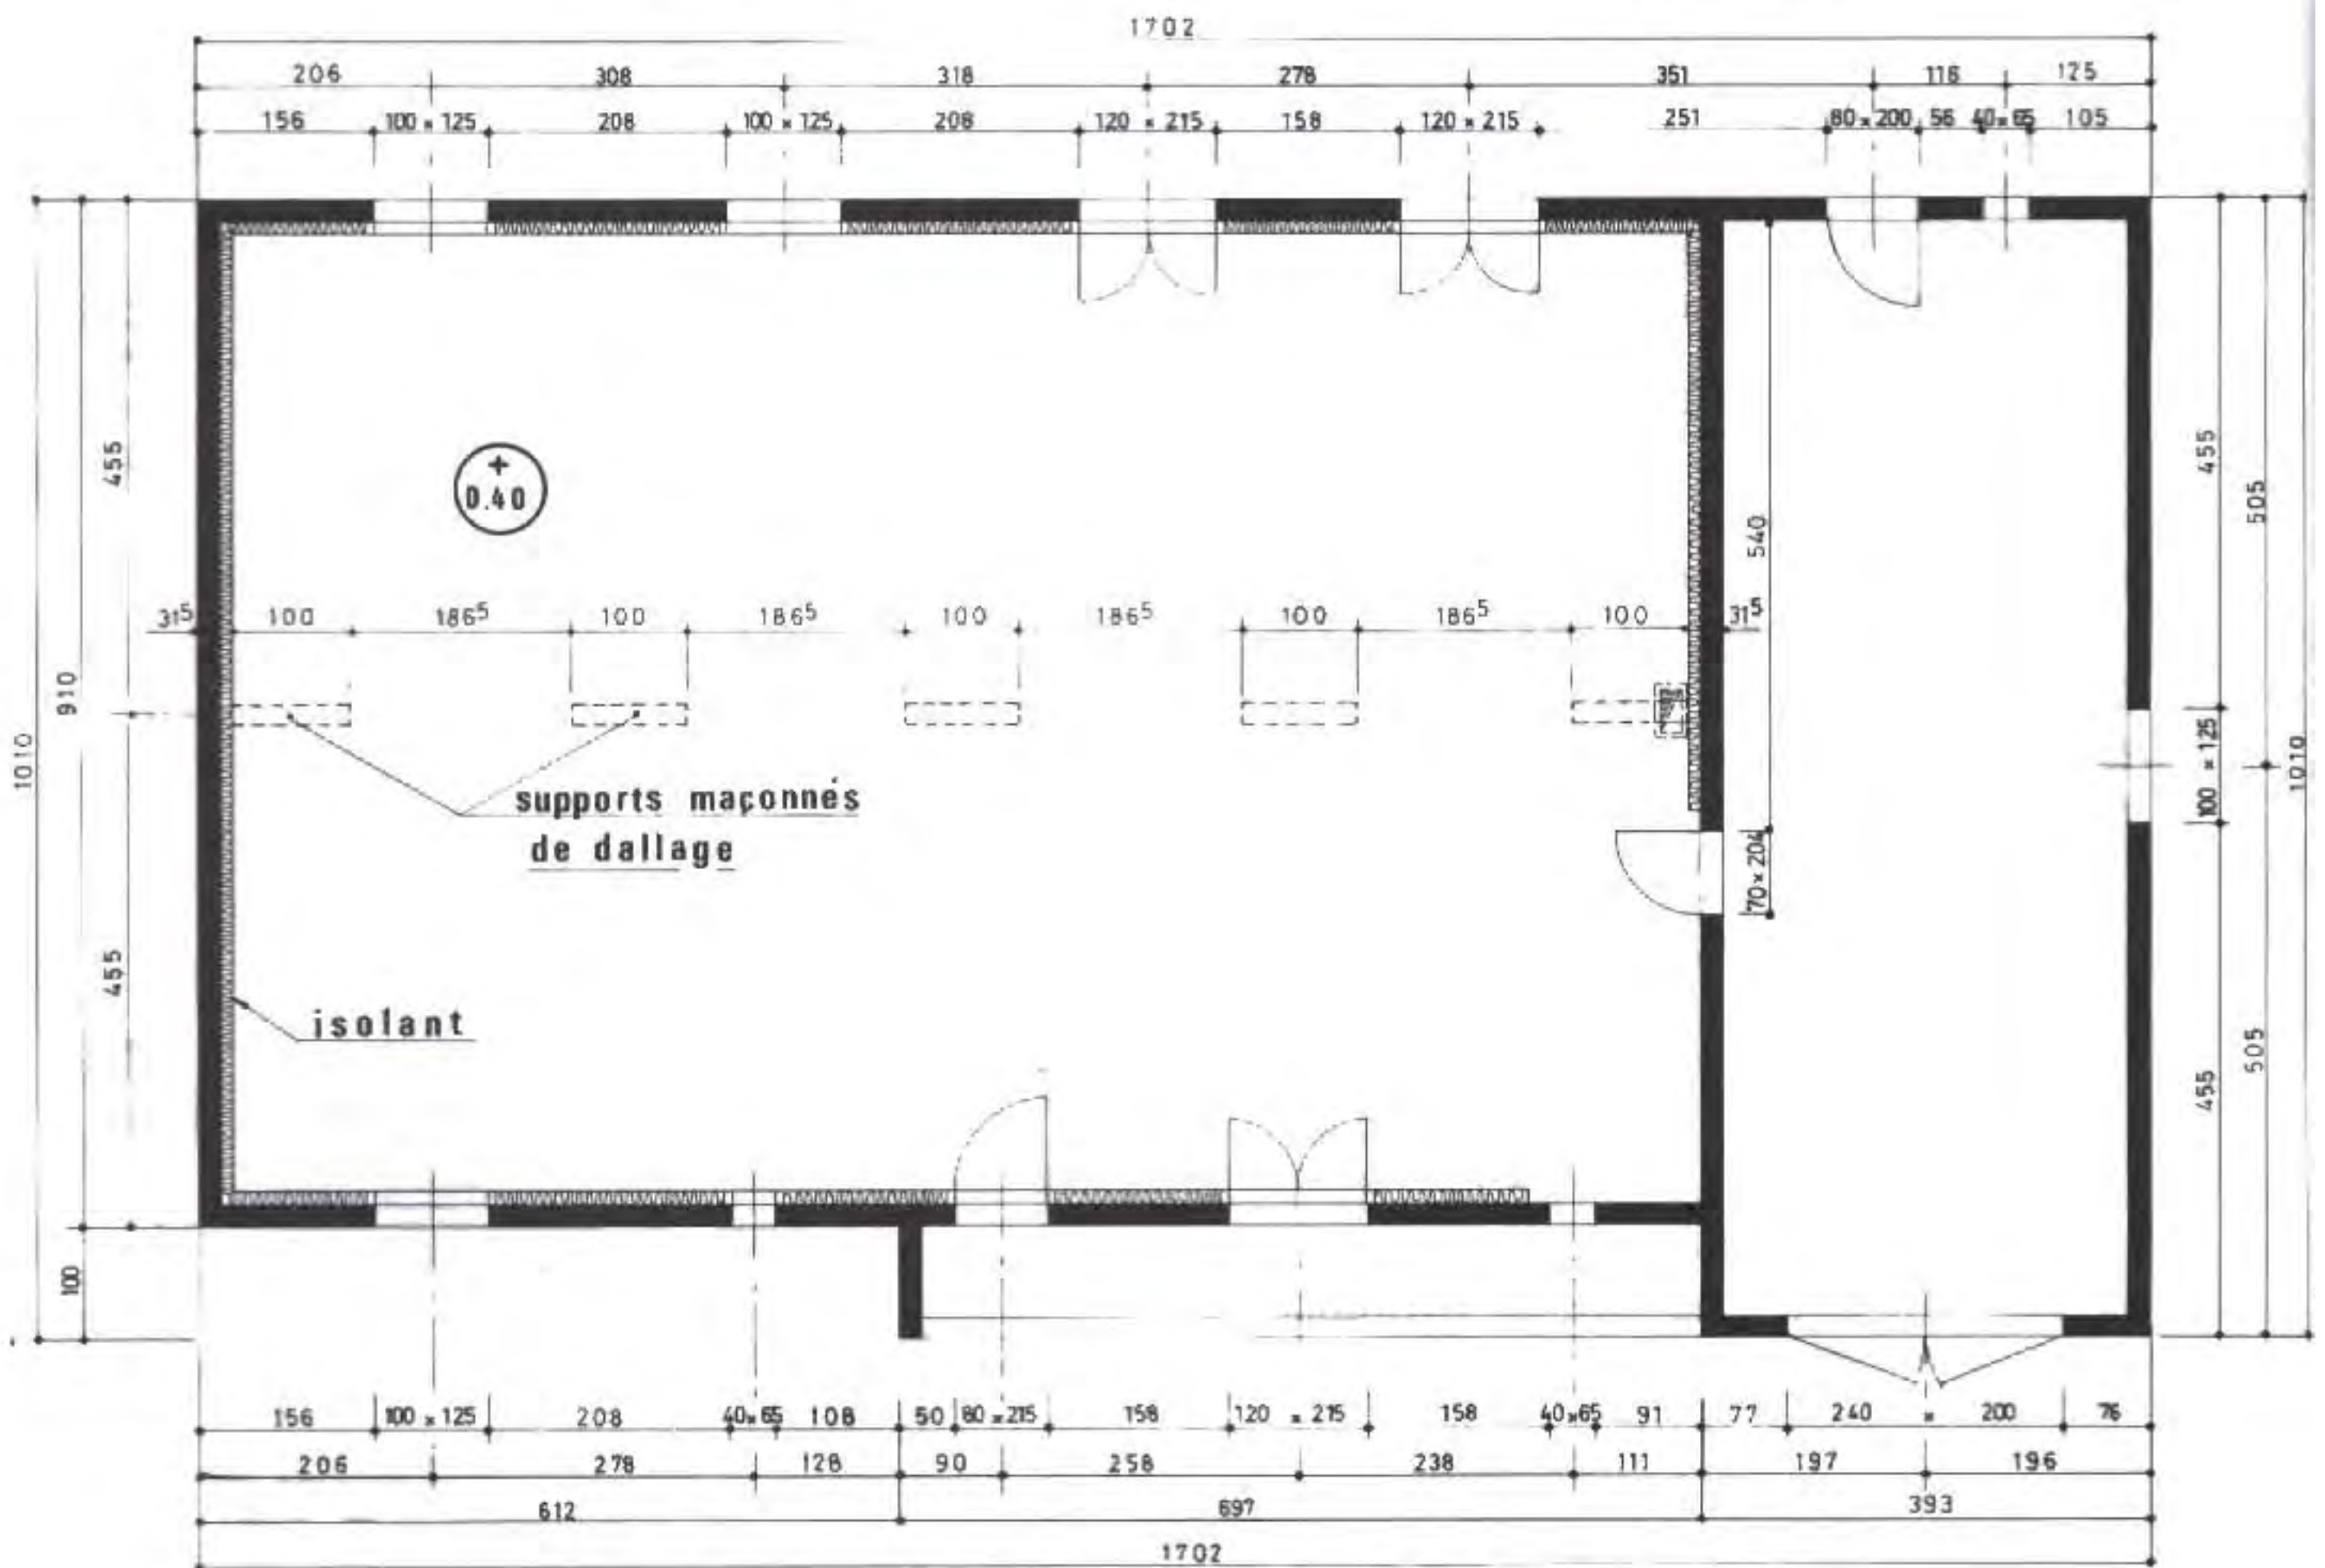 1702
206 308 318 278 351 116 125
156 100 × 125 208 100 × 125 208 120 × 215 158 120 × 215 251 80×200 56 40×65 105
+
0.40
455
455
910
1010
100
31⁵ 100 186⁵ 100 186⁵ 100 186⁵ 100 186⁵ 100 31⁵
540
70×204
455
100 × 125
455
505
505
1010
supports maçonnés
de dallage
isolant
156 100 × 125 208 40×65 108 50 80×215 158 120 × 215 158 40×65 91 77 240 × 200 76
206 278 128 90 258 238 111 197 196
612 697 393
1702